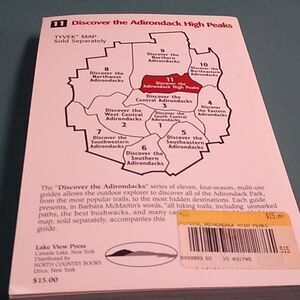 11 Discover the Adirondack High Peaks
TYVEK® MAP
Sold Separately
9
Discover the
Northern
Adirondacks
10
Discover the
Northeastern
Adirondacks
8
Discover the
Northwest
Adirondacks
11
Discover the
Adirondack High Peaks
4
Discover the
Central Adirondacks
3
Discover the
South Central
Adirondacks
7
Discover the
West Central
Adirondacks
Discover the
Adirondacks
2
1
5
Discover the
Southwestern
Adirondacks
Discover the
Southeastern
Adirondacks
6
Discover the
Southern
Adirondacks
The "Discover the Adirondacks" series of eleven, four-season, multi-use
guides allows the outdoor explorer to discover all of the Adirondack Park,
from the most popular trails, to the most hidden destinations. Each guide
presents, in Barbara McMartin's words, "all hiking trails, including unmarked
paths, the best bushwacks, and many
map, sold separately, accompanies this
guide.
Lake View Press
Canada Lake, New York
Distributed by
NORTH COUNTRY BOOKS
Utica, New York
$15.00
$15.00
ADIRONDACK HIGH PEAKS